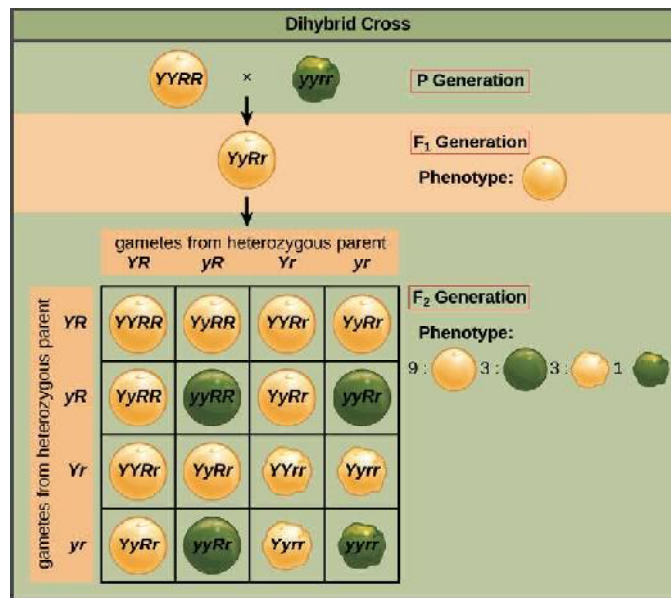 Dihybrid Cross
YYRR × yyrr
P Generation
YyRr
F₁ Generation
Phenotype:
gametes from heterozygous parent
YR yR Yr yr
gametes from heterozygous parent
YR YYRR YyRR YYRr YyRr
yR YyRR yyRR YyRr yyRr
Yr YYRr YyRr YYrr Yyrr
yr YyRr yyRr Yyrr yyrr
F₂ Generation
Phenotype:
9 : 3 : 3 : 1